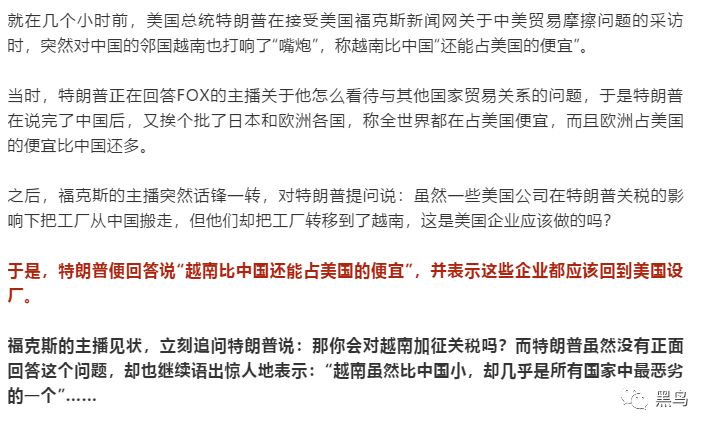 就在几个小时前，美国总统特朗普在接受美国福克斯新闻网关于中美贸易摩擦问题的采访
时，突然对中国的邻国越南也打响了“嘴炮”，称越南比中国“还能占美国的便宜”。
当时，特朗普正在回答FOX的主播关于他怎么看待与其他国家贸易关系的问题，于是特朗普
在说完了中国后，又挨个批了日本和欧洲各国，称全世界都在占美国便宜，而且欧洲占美国
的便宜比中国还多。
之后，福克斯的主播突然话锋一转，对特朗普提问说：虽然一些美国公司在特朗普关税的影
响下把工厂从中国搬走，但他们却把工厂转移到了越南，这是美国企业应该做的吗？
于是，特朗普便回答说“越南比中国还能占美国的便宜”，并表示这些企业都应该回到美国设
厂。
福克斯的主播见状，立刻追问特朗普说：那你会对越南加征关税吗？而特朗普虽然没有正面
回答这个问题，却也继续语出惊人地表示：“越南虽然比中国小，却几乎是所有国家中最恶劣
的一个”……
黑鸟